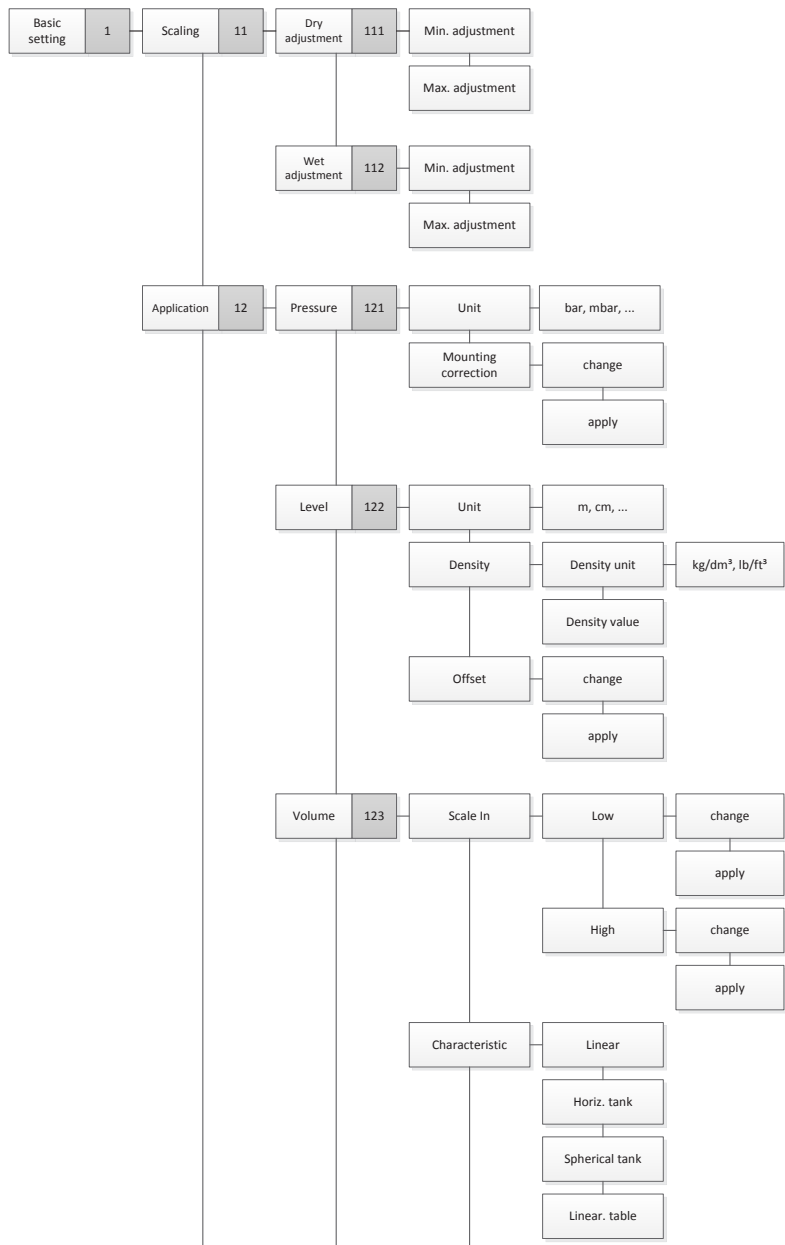 Basic
setting
1
Scaling
11
Dry
adjustment
111
Min. adjustment
Max. adjustment
Wet
adjustment
112
Min. adjustment
Max. adjustment
Application
12
Pressure
121
Unit
bar, mbar, ...
Mounting
correction
change
apply
Level
122
Unit
m, cm, ...
Density
Density unit
kg/dm³, lb/ft³
Density value
Offset
change
apply
Volume
123
Scale In
Low
change
apply
High
change
apply
Characteristic
Linear
Horiz. tank
Spherical tank
Linear. table